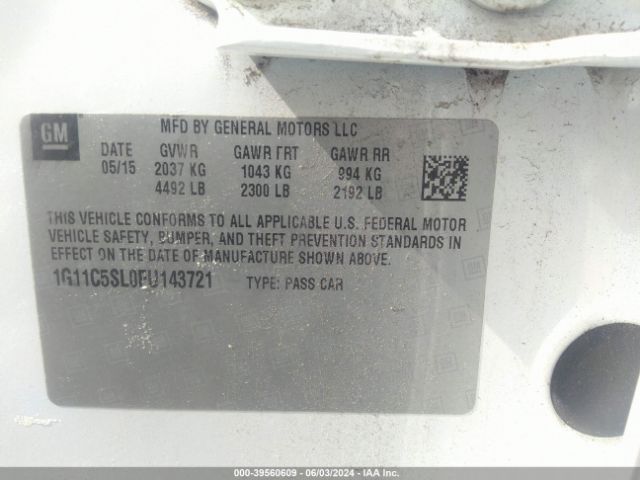 GM
MFD BY GENERAL MOTORS LLC
DATE GVWR GAWR FRT GAWR RR
05/15 2037 KG 1043 KG 994 KG
4492 LB 2300 LB 2192 LB
THIS VEHICLE CONFORMS TO ALL APPLICABLE U.S. FEDERAL MOTOR
VEHICLE SAFETY, BUMPER, AND THEFT PREVENTION STANDARDS IN
EFFECT ON THE DATE OF MANUFACTURE SHOWN ABOVE.
1G11C5SL0FU143721 TYPE: PASS CAR
000-39560609 - 06/03/2024 - IAA Inc.